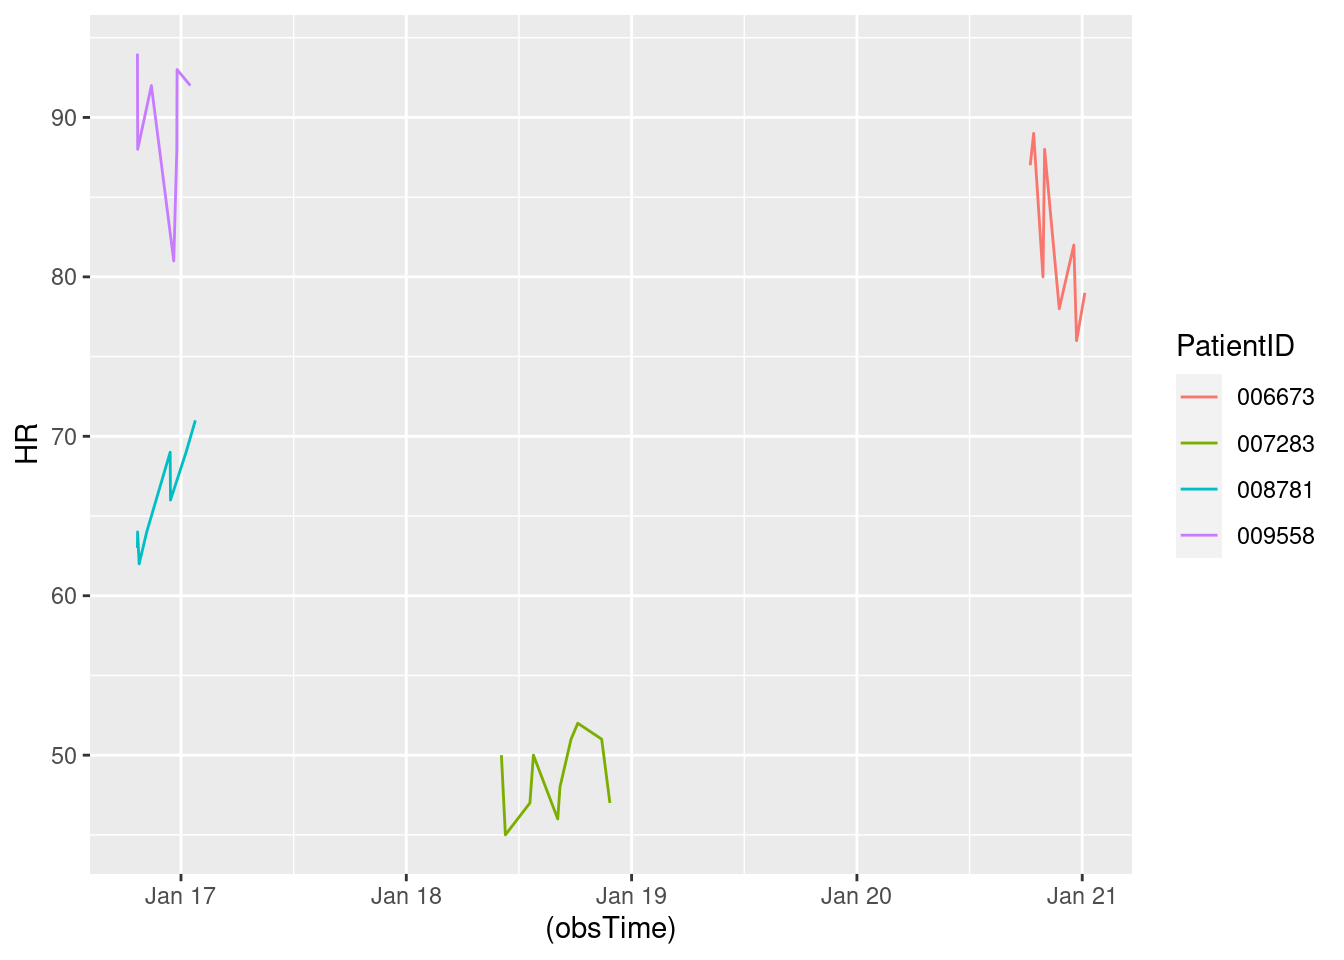 90
80
70
60
50
HR
Jan 17
Jan 18
Jan 19
Jan 20
Jan 21
(obsTime)
PatientID
006673
007283
008781
009558